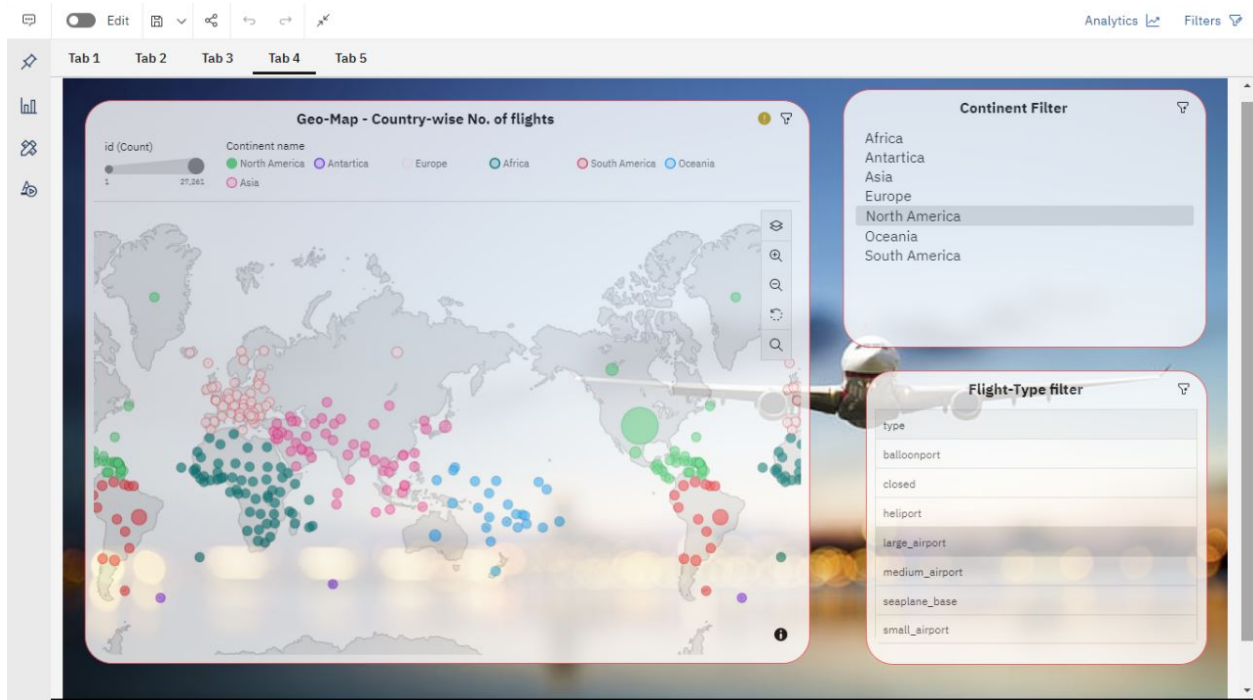 Edit
Analytics
Filters
Tab 1 Tab 2 Tab 3 Tab 4 Tab 5
Geo-Map - Country-wise No. of flights
id (Count)
1 27,261
Continent name
North America Antartica Europe Africa South America Oceania
Asia
Continent Filter
Africa
Antartica
Asia
Europe
North America
Oceania
South America
Flight-Type filter
type
balloonport
closed
heliport
large_airport
medium_airport
seaplane_base
small_airport